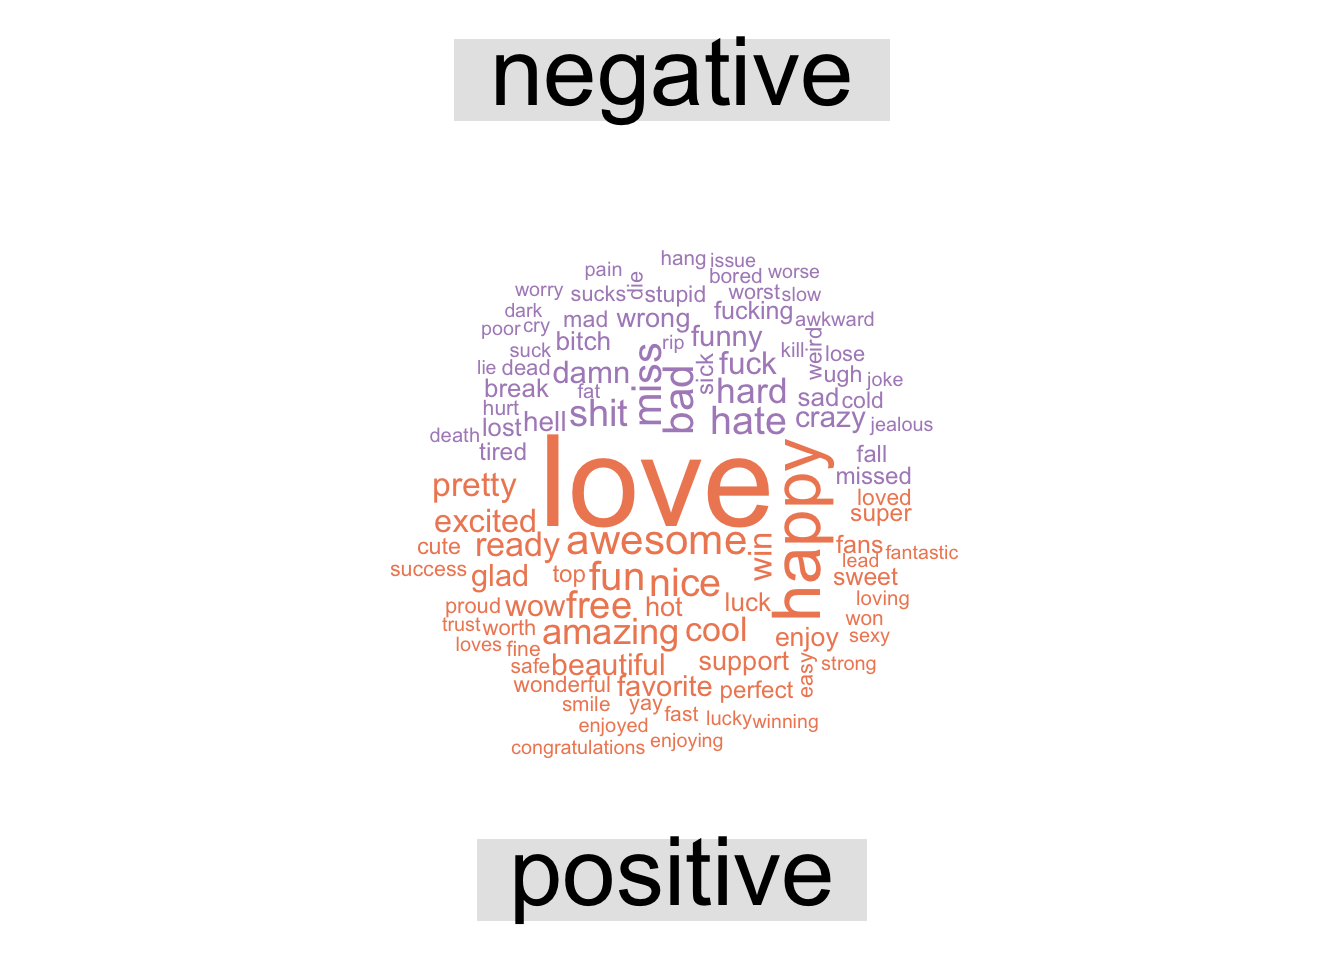 negative
hang issue
pain die bored worse
worry sucks stupid worst slow
dark mad wrong fucking awkward
poor cry bitch rip funny kill weird lose
suck miss bad sick fuck ugh joke
lie dead damn hard sad cold
break fat shit hate crazy jealous
hurt lost hell
death tired fall
missed
love happy
pretty loved
excited super
cute ready awesome win fans lead fantastic
success glad top fun nice sweet
proud wow free hot luck loving
trust worth amazing cool enjoy won
loves fine sexy
safe beautiful support easy strong
wonderful favorite perfect
smile yay fast lucky winning
enjoyed
congratulations enjoying
positive